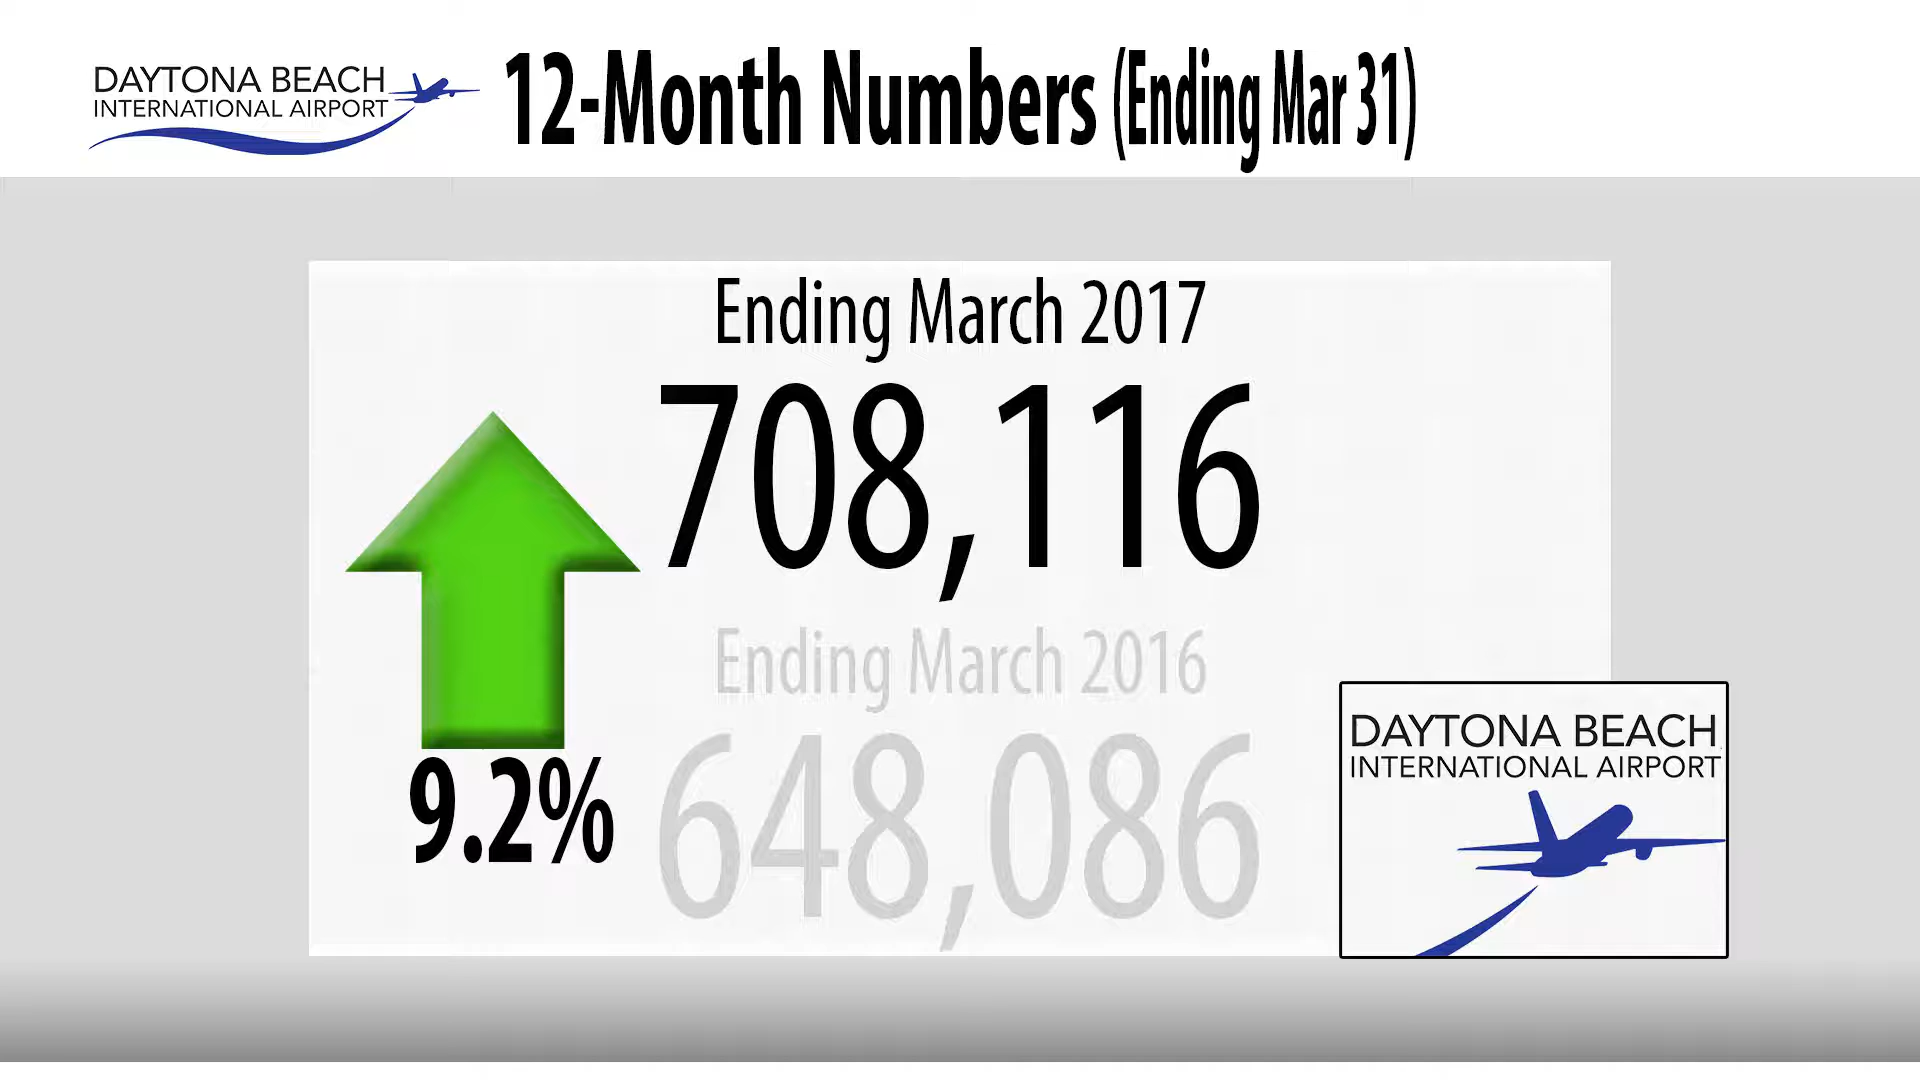 DAYTONA BEACH
INTERNATIONAL AIRPORT
12-Month Numbers (Ending Mar 31)
Ending March 2017
708,116
Ending March 2016
648,086
9.2%
DAYTONA BEACH
INTERNATIONAL AIRPORT